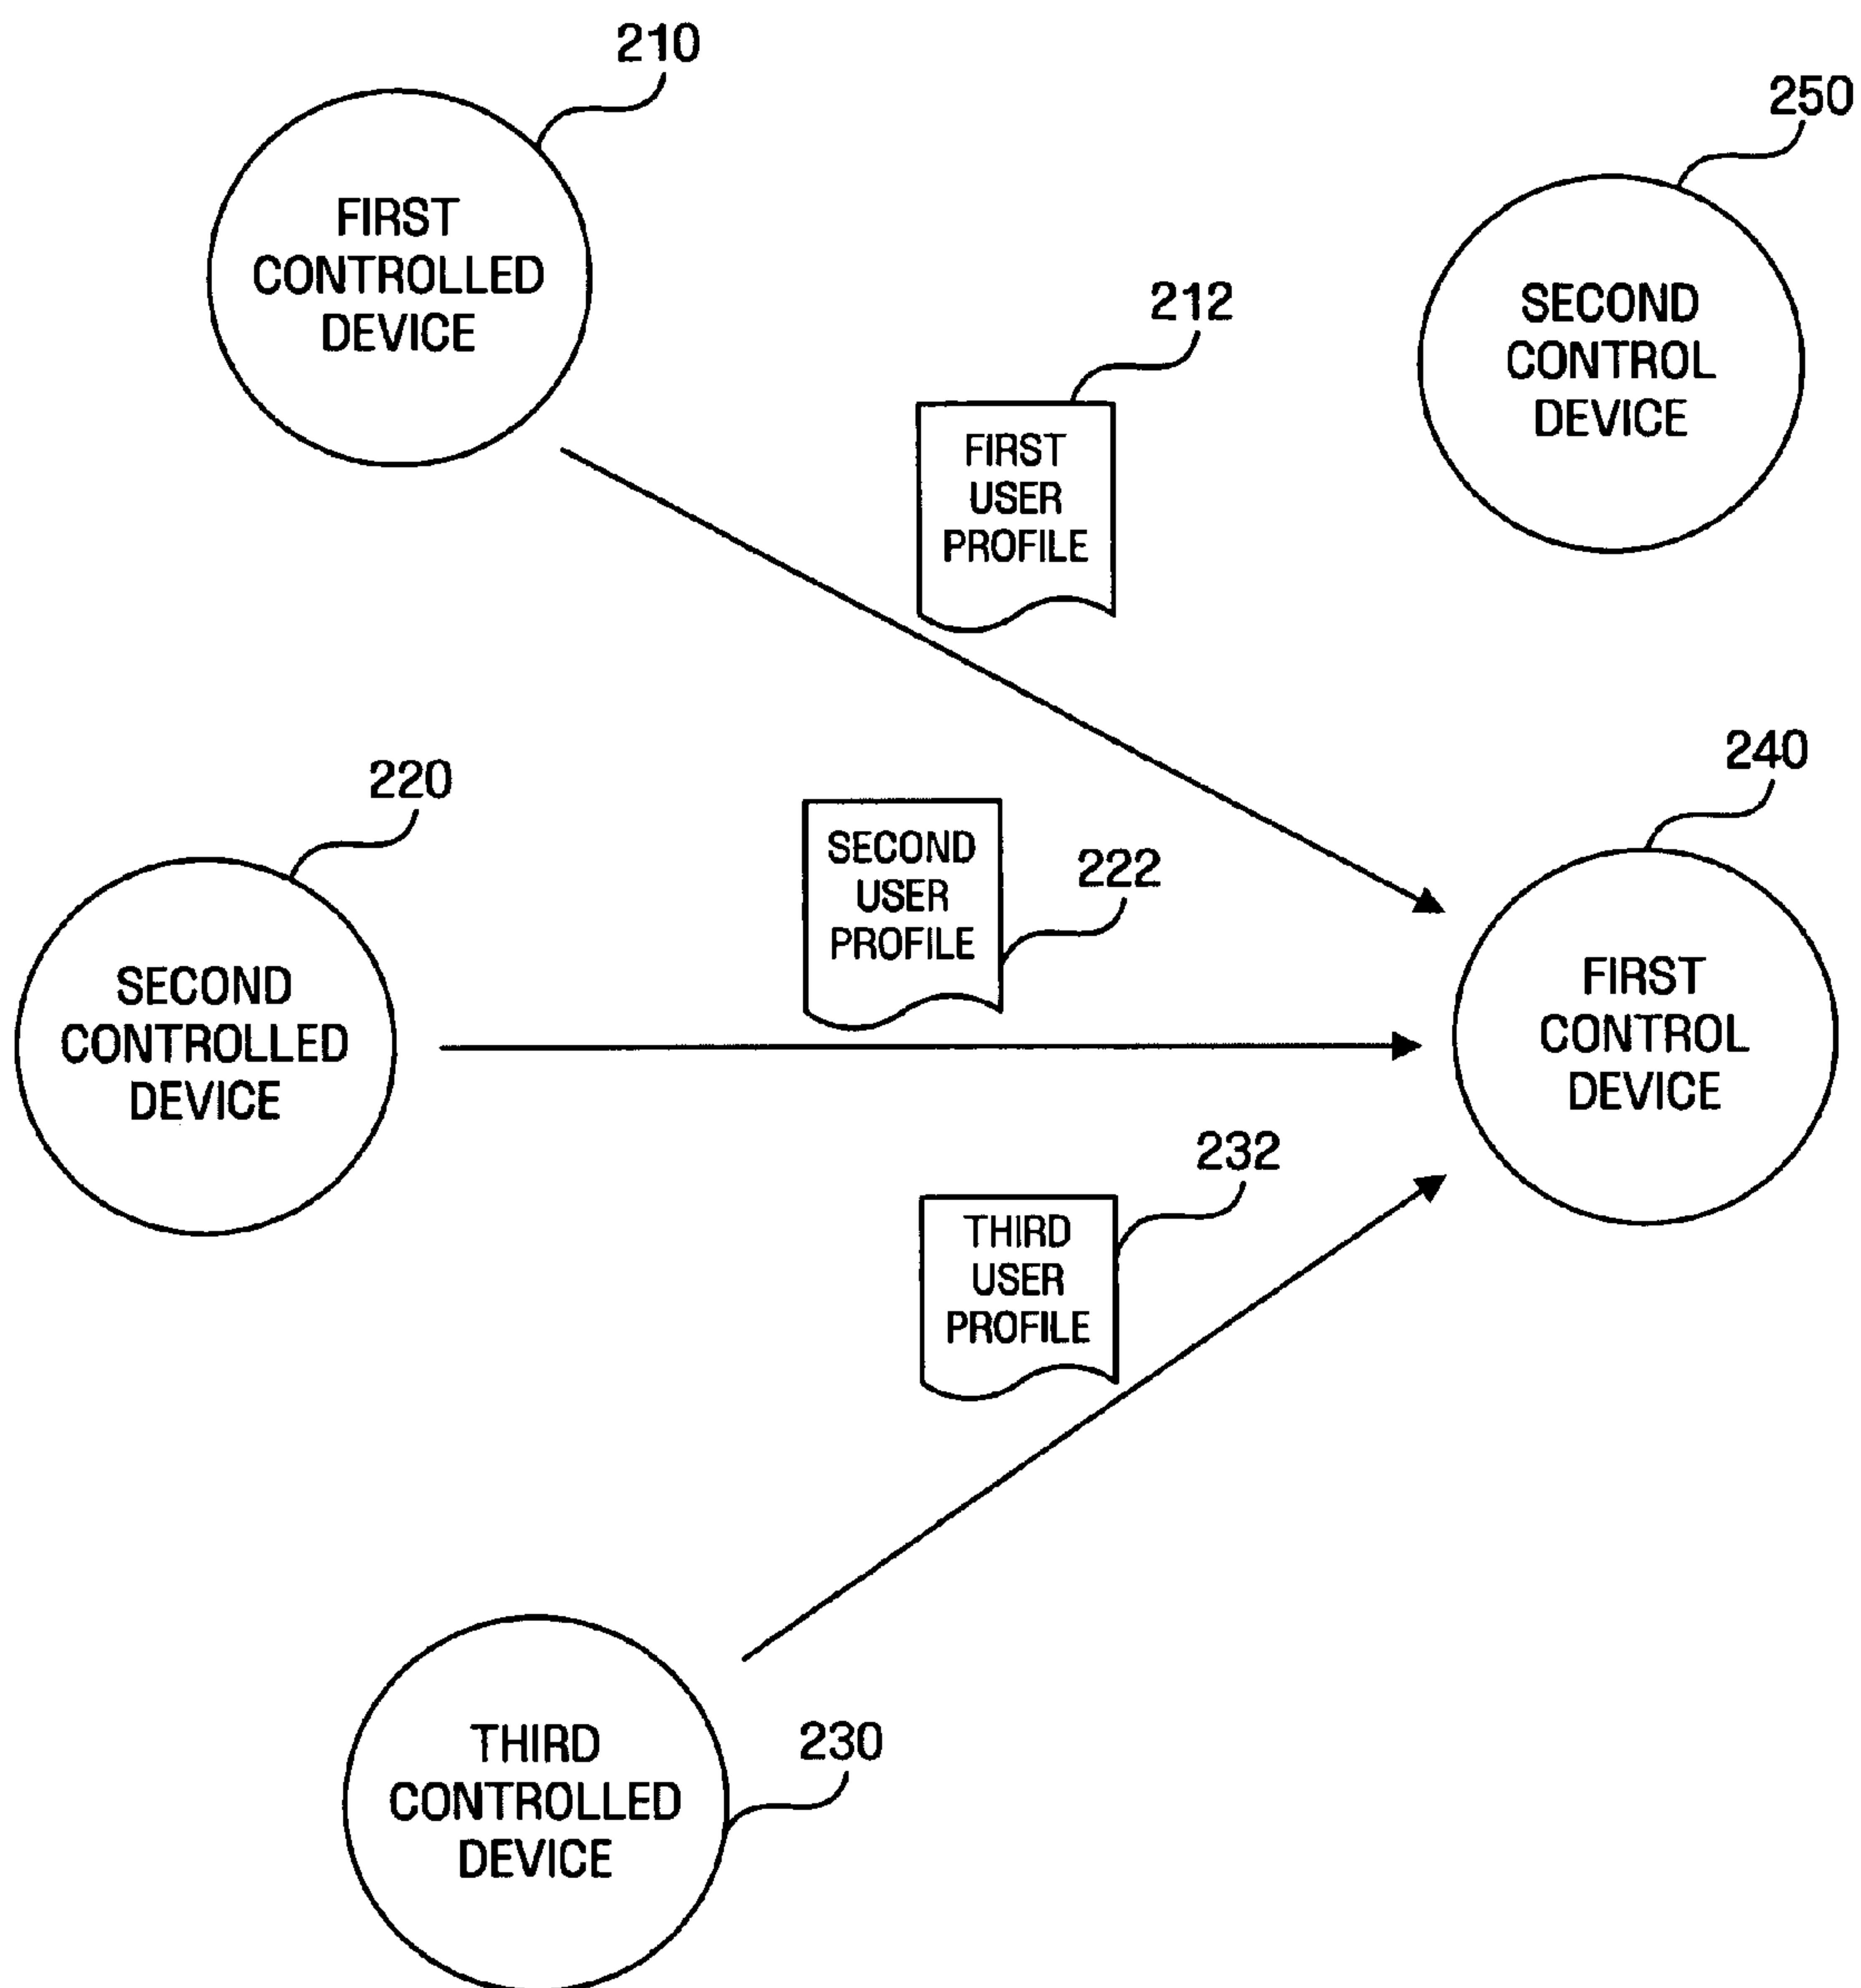 210
FIRST
CONTROLLED
DEVICE
250
SECOND
CONTROL
DEVICE
212
FIRST
USER
PROFILE
220
SECOND
CONTROLLED
DEVICE
SECOND
USER
PROFILE
222
240
FIRST
CONTROL
DEVICE
232
THIRD
USER
PROFILE
THIRD
CONTROLLED
DEVICE
230